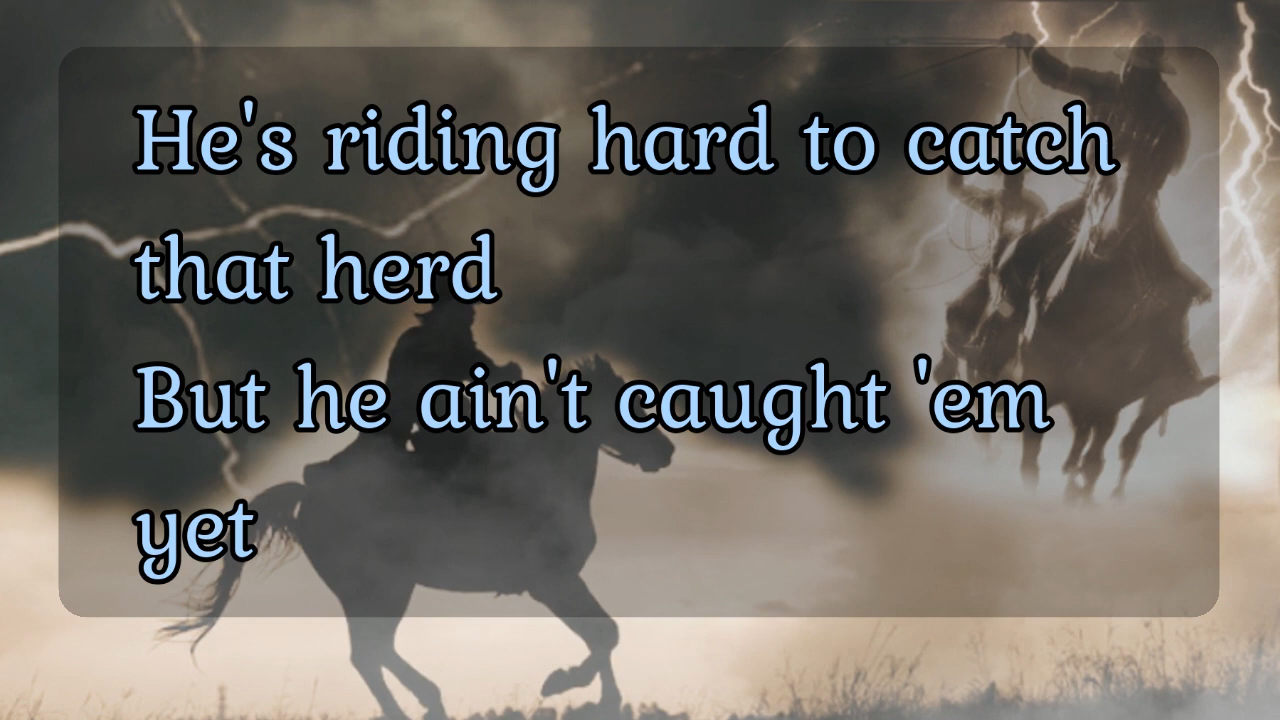 He's riding hard to catch
that herd
But he ain't caught 'em
yet